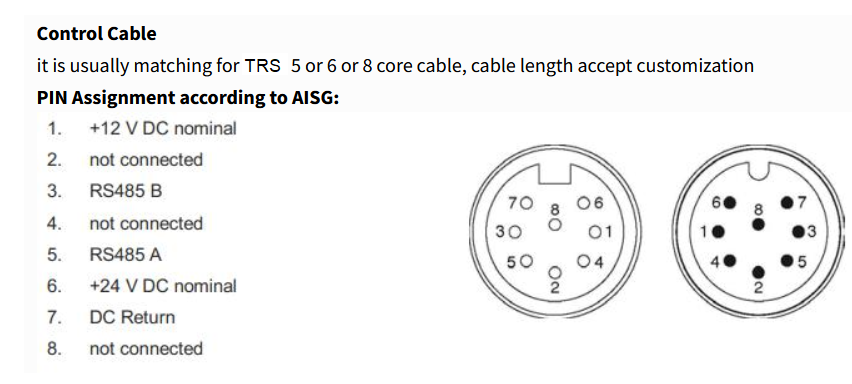 Control Cable
it is usually matching for TRS 5 or 6 or 8 core cable, cable length accept customization
PIN Assignment according to AISG:
1. +12 V DC nominal
2. not connected
3. RS485 B
4. not connected
5. RS485 A
6. +24 V DC nominal
7. DC Return
8. not connected
7 8 6
3 1
5 4
2
6 8 7
1 3
4 5
2